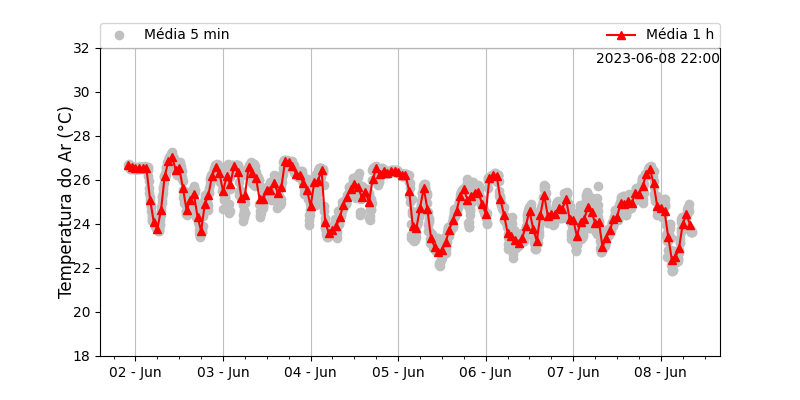 Média 5 min
Média 1 h
2023-06-08 22:00
Temperatura do Ar (°C)
32
30
28
26
24
22
20
18
02 - Jun
03 - Jun
04 - Jun
05 - Jun
06 - Jun
07 - Jun
08 - Jun